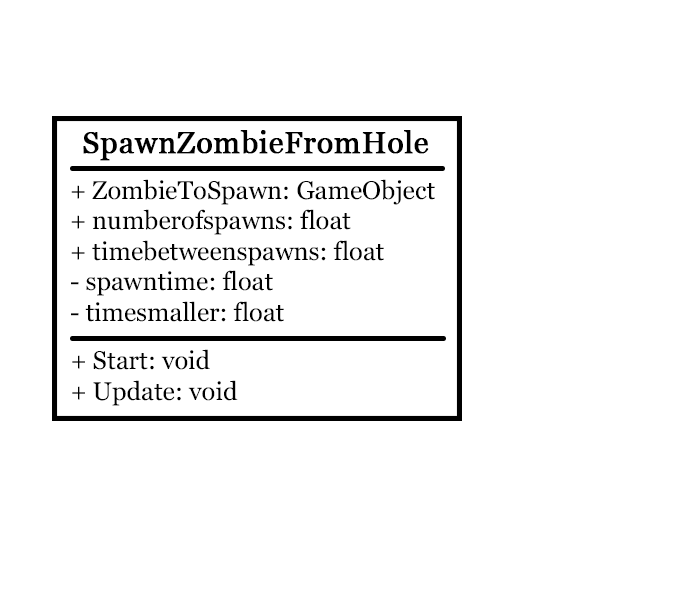 SpawnZombieFromHole
+ ZombieToSpawn: GameObject
+ numberofspawns: float
+ timebetweenspawns: float
- spawntime: float
- timesmaller: float
+ Start: void
+ Update: void